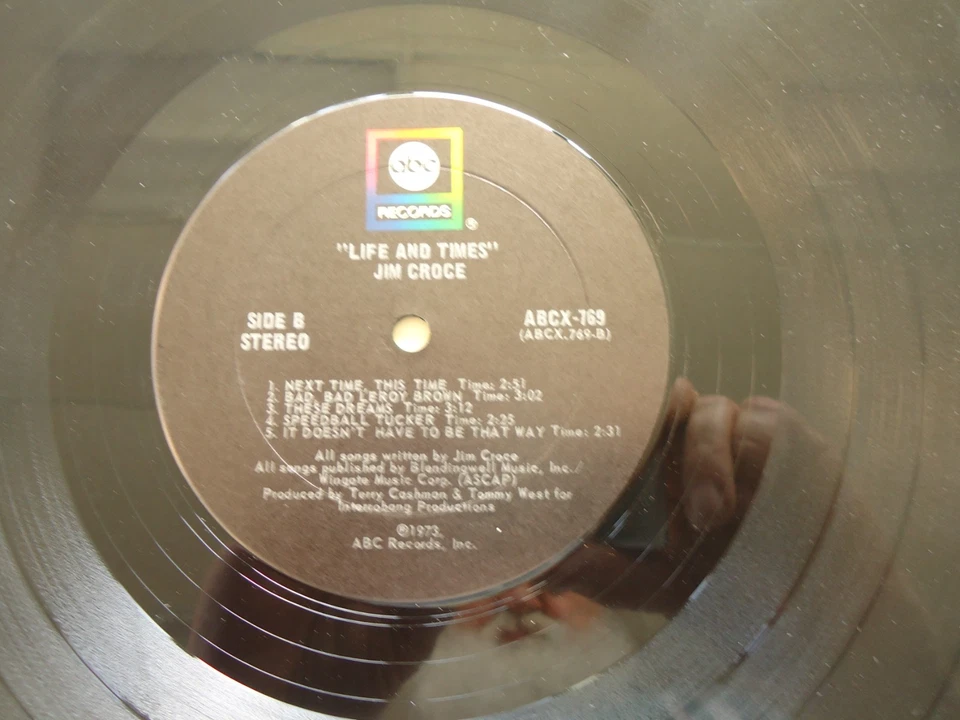 abc
RECORDS
®
"LIFE AND TIMES"
JIM CROCE
SIDE B
STEREO
ABCX-769
(ABCX.769-B)
1. NEXT TIME, THIS TIME Time: 2:51
2. BAD, BAD LEROY BROWN Time: 3:02
3. THESE DREAMS Time: 3:12
4. SPEEDBALL TUCKER Time: 2:25
5. IT DOESN'T HAVE TO BE THAT WAY Time: 2:31
All songs written by Jim Croce
All songs published by Blendingwell Music, Inc./
Wingate Music Corp. (ASCAP)
Produced by Terry Cashman & Tommy West for
Interrobang Productions
℗1973,
ABC Records, Inc.